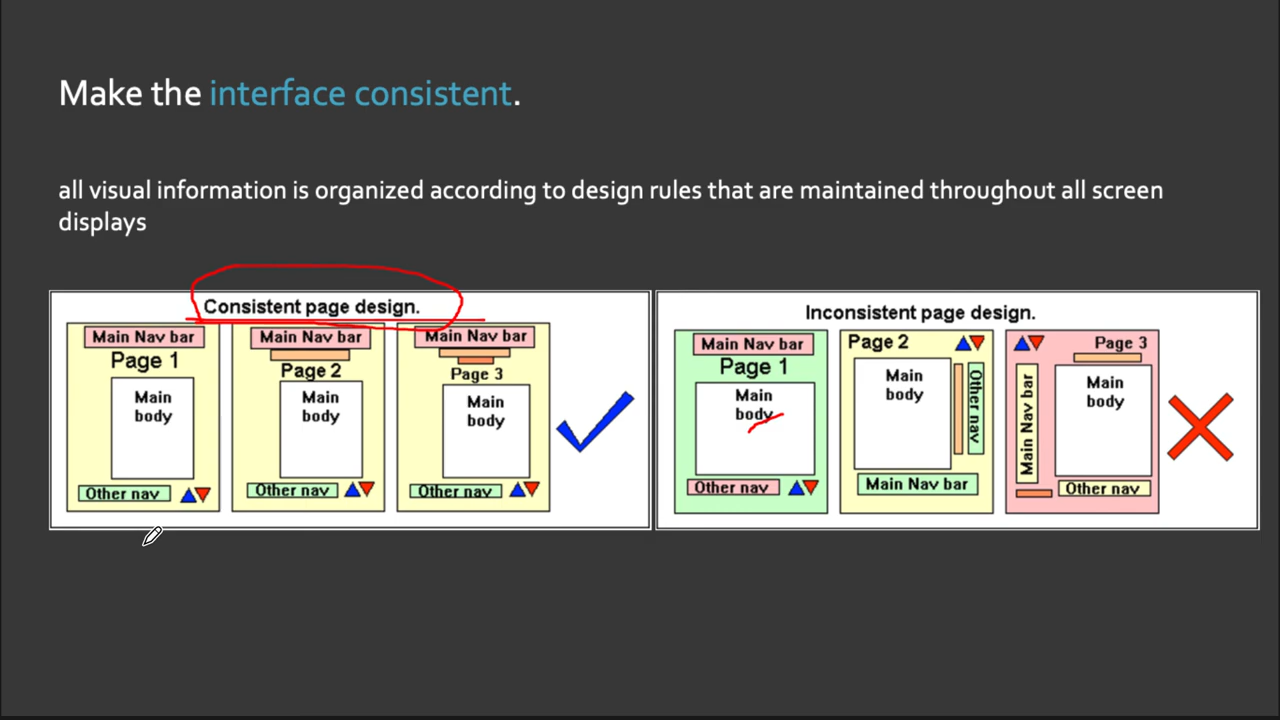 Make the interface consistent.
all visual information is organized according to design rules that are maintained throughout all screen
displays
Consistent page design.
Main Nav bar
Page 1
Main
body
Other nav
Main Nav bar
Page 2
Main
body
Other nav
Main Nav bar
Page 3
Main
body
Other nav
Inconsistent page design.
Main Nav bar
Page 1
Main
body
Other nav
Page 2
Main
body
Other nav
Main Nav bar
Page 3
Main Nav bar
Main
body
Other nav